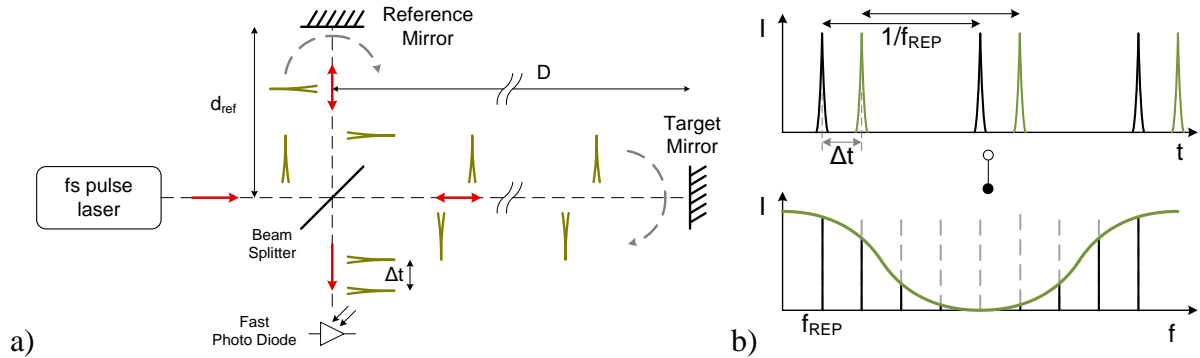 a)
fs pulse
laser
d_ref
Reference
Mirror
D
Target
Mirror
Beam
Splitter
Δt
Fast
Photo Diode
b)
I
1/f_REP
Δt
t
I
f_REP
f